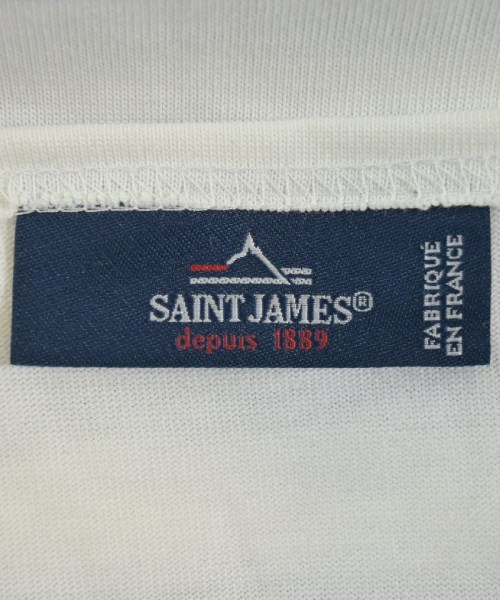 SAINT JAMES®
depuis 1889
FABRIQUÉ
EN FRANCE